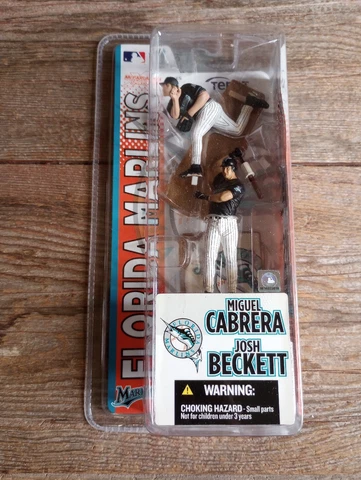 FLORIDA MARLINS
MIGUEL
CABRERA
JOSH
BECKETT
WARNING:
CHOKING HAZARD - Small parts
Not for children under 3 years